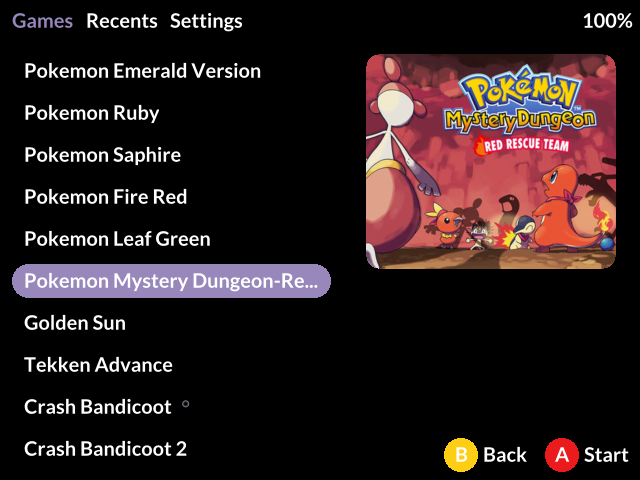 Games Recents Settings 100%
Pokemon Emerald Version
Pokemon Ruby
Pokemon Saphire
Pokemon Fire Red
Pokemon Leaf Green
Pokemon Mystery Dungeon-Re...
Golden Sun
Tekken Advance
Crash Bandicoot
Crash Bandicoot 2
POKéMON
Mystery Dungeon
RED RESCUE TEAM
B Back A Start